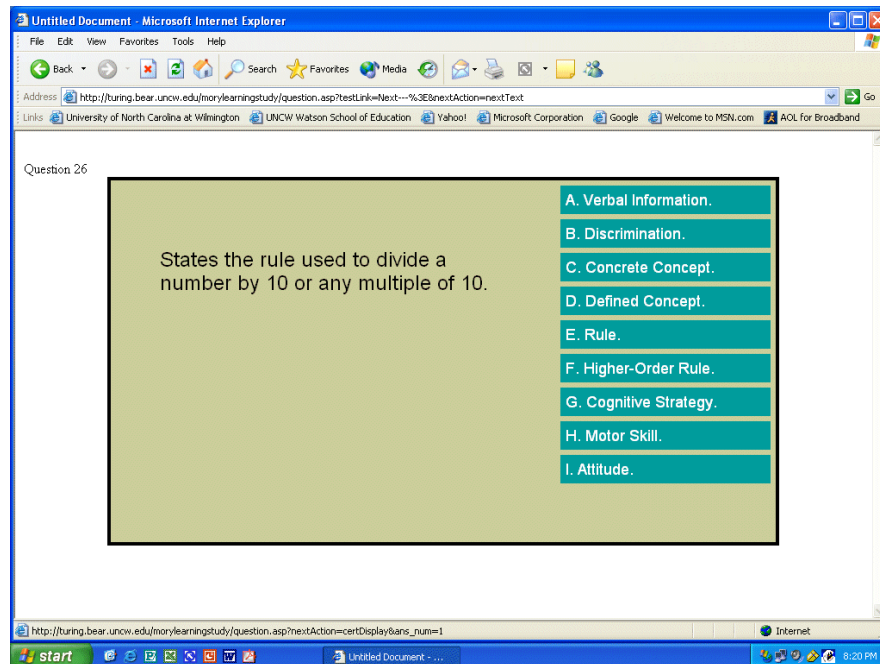 Untitled Document - Microsoft Internet Explorer
File Edit View Favorites Tools Help
Back Search Favorites Media
Address http://turing.bear.uncw.edu/morylearningstudy/question.asp?testLink=Next---%3E&nextAction=nextText Go
Links University of North Carolina at Wilmington UNCW Watson School of Education Yahoo! Microsoft Corporation Google Welcome to MSN.com AOL for Broadband
Question 26
States the rule used to divide a
number by 10 or any multiple of 10.
A. Verbal Information.
B. Discrimination.
C. Concrete Concept.
D. Defined Concept.
E. Rule.
F. Higher-Order Rule.
G. Cognitive Strategy.
H. Motor Skill.
I. Attitude.
http://turing.bear.uncw.edu/morylearningstudy/question.asp?nextAction=certDisplay&ans_num=1 Internet
start Untitled Document - ... 8:20 PM